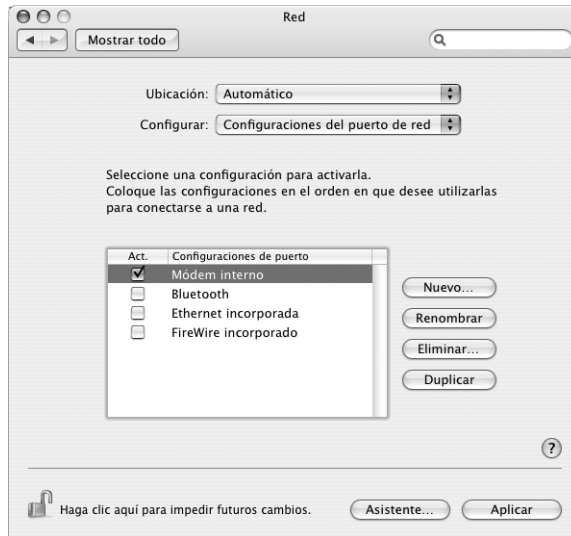 Red
Mostrar todo
Ubicación: Automático
Configurar: Configuraciones del puerto de red
Seleccione una configuración para activarla.
Coloque las configuraciones en el orden en que desee utilizarlas
para conectarse a una red.
Act. Configuraciones de puerto
Módem interno
Bluetooth
Ethernet incorporada
FireWire incorporado
Nuevo...
Renombrar
Eliminar...
Duplicar
?
Haga clic aquí para impedir futuros cambios.
Asistente...
Aplicar